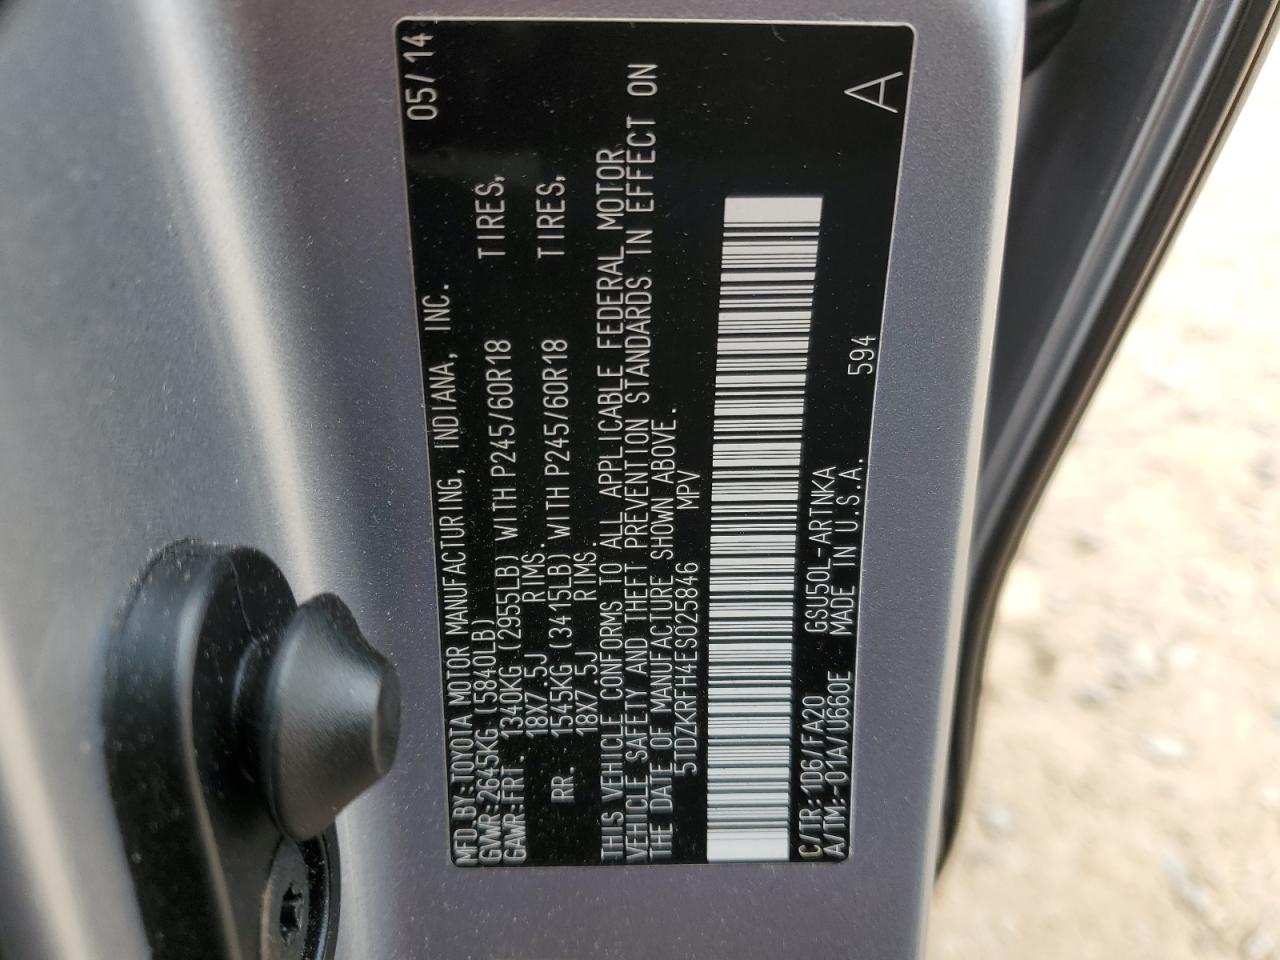 MFD.BY:TOYOTA MOTOR MANUFACTURING, INDIANA, INC. 05/14
GVWR:2645KG (5840LB)
GAWR:FRT. 1340KG (2955LB) WITH P245/60R18 TIRES,
18X7.5J RIMS.
RR. 1545KG (3415LB) WITH P245/60R18 TIRES,
18X7.5J RIMS.
THIS VEHICLE CONFORMS TO ALL APPLICABLE FEDERAL MOTOR
VEHICLE SAFETY AND THEFT PREVENTION STANDARDS IN EFFECT ON
THE DATE OF MANUFACTURE SHOWN ABOVE.
5TDZKRFH4ES025846 MPV
C/TR:1D6/FA20 GSU50L-ARTNKA 594
A/TM:-01A/U660E MADE IN U.S.A.
A